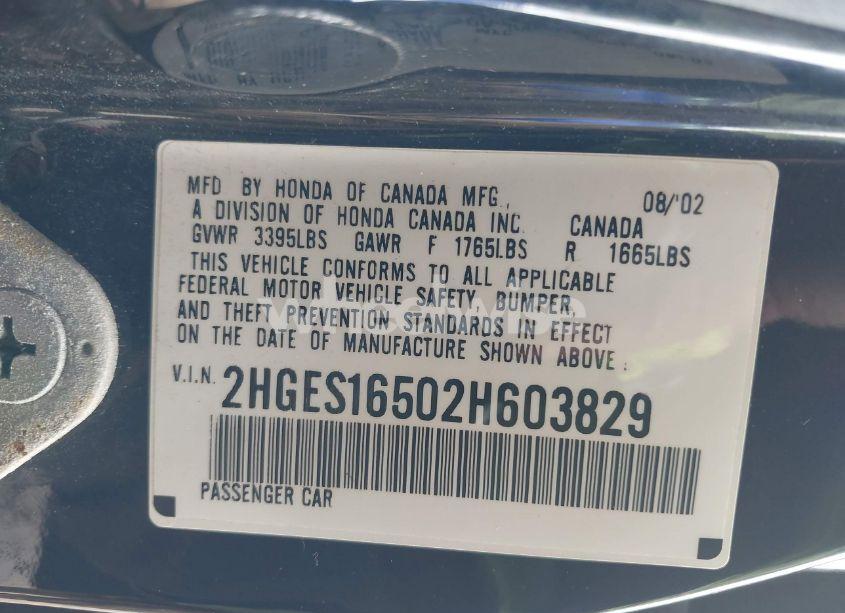 MFD BY HONDA OF CANADA MFG., 08/'02
A DIVISION OF HONDA CANADA INC. CANADA
GVWR 3395LBS GAWR F 1765LBS R 1665LBS
THIS VEHICLE CONFORMS TO ALL APPLICABLE
FEDERAL MOTOR VEHICLE SAFETY, BUMPER,
AND THEFT PREVENTION STANDARDS IN EFFECT
ON THE DATE OF MANUFACTURE SHOWN ABOVE.
V.I.N. 2HGES16502H603829
PASSENGER CAR
wheelwise